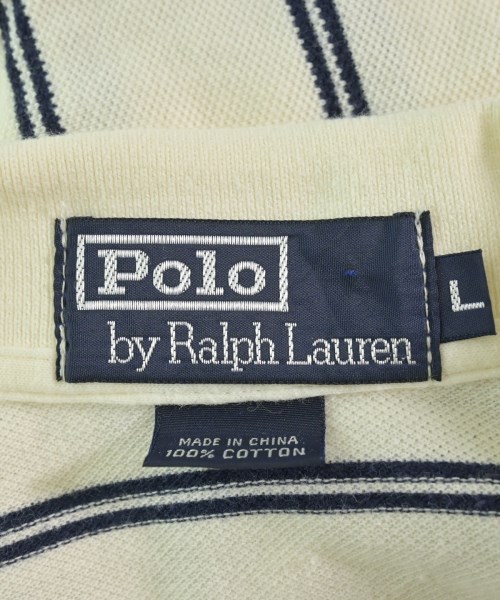 Polo
by Ralph Lauren
L
MADE IN CHINA
100% COTTON